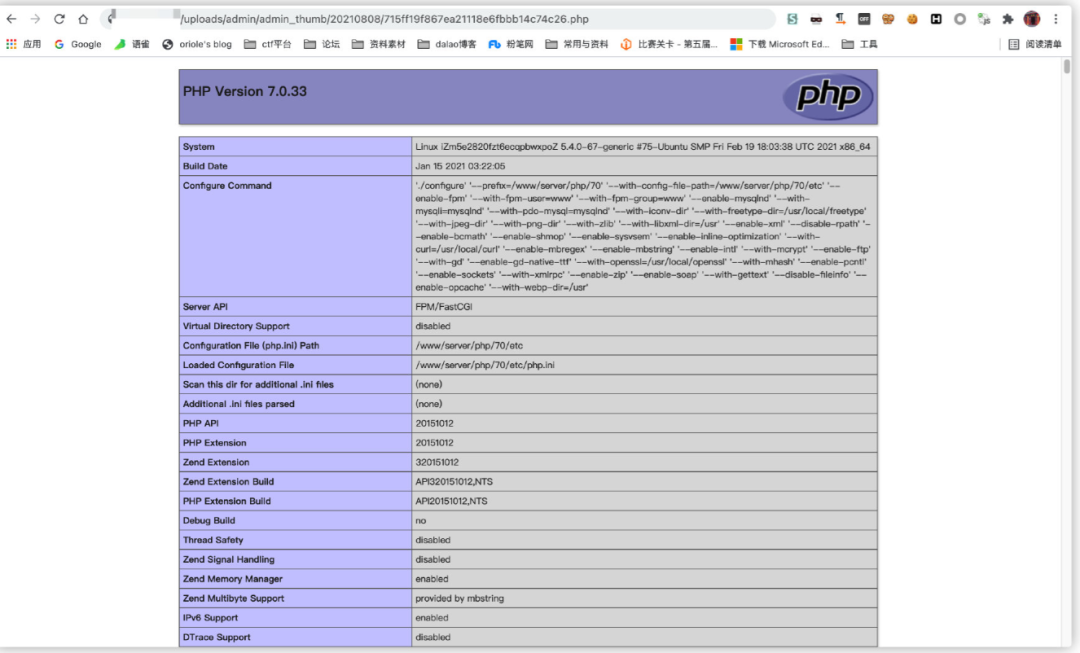 /uploads/admin/admin_thumb/20210808/715ff19f867ea21118e6fbbb14c74c26.php
应用 Google 语雀 oriole's blog ctf平台 论坛 资料素材 dalao博客 粉笔网 常用与资料 比赛关卡 - 第五届... 下载 Microsoft Ed... 工具 阅读清单
PHP Version 7.0.33
php
System Linux iZm5e2820fzt6ecqpbwxpoZ 5.4.0-67-generic #75-Ubuntu SMP Fri Feb 19 18:03:38 UTC 2021 x86_64
Build Date Jan 15 2021 03:22:05
Configure Command './configure' '--prefix=/www/server/php/70' '--with-config-file-path=/www/server/php/70/etc' '--
enable-fpm' '--with-fpm-user=www' '--with-fpm-group=www' '--enable-mysqlnd' '--with-
mysqli=mysqlnd' '--with-pdo-mysql=mysqlnd' '--with-iconv-dir' '--with-freetype-dir=/usr/local/freetype'
'--with-jpeg-dir' '--with-png-dir' '--with-zlib' '--with-libxml-dir=/usr' '--enable-xml' '--disable-rpath' '-
-enable-bcmath' '--enable-shmop' '--enable-sysvsem' '--enable-inline-optimization' '--with-
curl=/usr/local/curl' '--enable-mbregex' '--enable-mbstring' '--enable-intl' '--with-mcrypt' '--enable-ftp'
'--with-gd' '--enable-gd-native-ttf' '--with-openssl=/usr/local/openssl' '--with-mhash' '--enable-pcntl'
'--enable-sockets' '--with-xmlrpc' '--enable-zip' '--enable-soap' '--with-gettext' '--disable-fileinfo' '--
enable-opcache' '--with-webp-dir=/usr'
Server API FPM/FastCGI
Virtual Directory Support disabled
Configuration File (php.ini) Path /www/server/php/70/etc
Loaded Configuration File /www/server/php/70/etc/php.ini
Scan this dir for additional .ini files (none)
Additional .ini files parsed (none)
PHP API 20151012
PHP Extension 20151012
Zend Extension 320151012
Zend Extension Build API320151012,NTS
PHP Extension Build API20151012,NTS
Debug Build no
Thread Safety disabled
Zend Signal Handling disabled
Zend Memory Manager enabled
Zend Multibyte Support provided by mbstring
IPv6 Support enabled
DTrace Support disabled